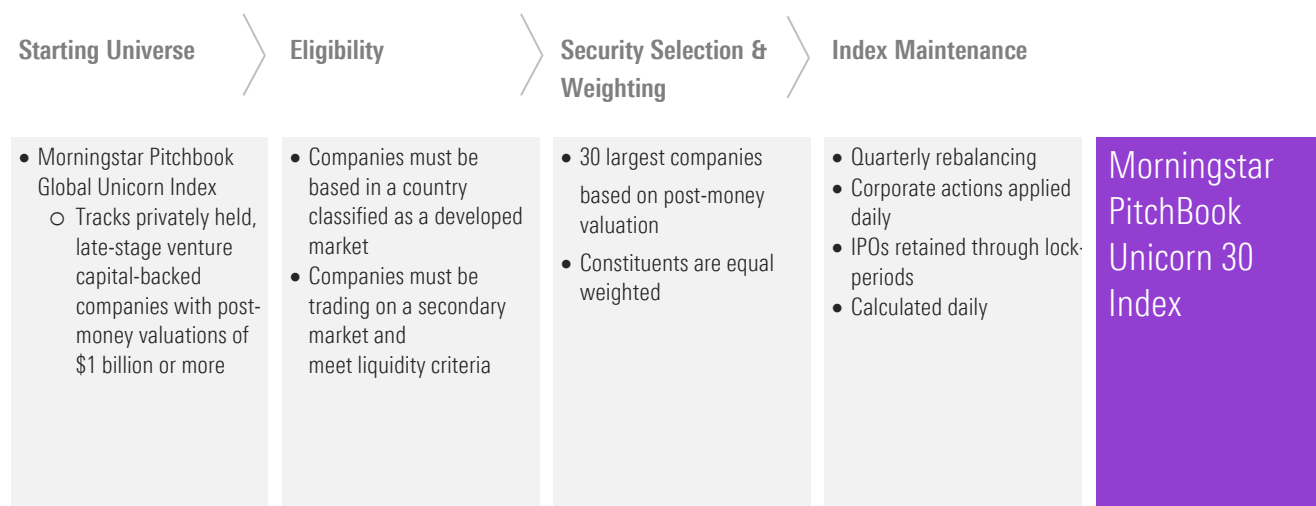 Starting Universe
Eligibility
Security Selection &
Weighting
Index Maintenance
• Morningstar Pitchbook
Global Unicorn Index
o Tracks privately held,
late-stage venture
capital-backed
companies with post-
money valuations of
$1 billion or more
• Companies must be
based in a country
classified as a developed
market
• Companies must be
trading on a secondary
market and
meet liquidity criteria
• 30 largest companies
based on post-money
valuation
• Constituents are equal
weighted
• Quarterly rebalancing
• Corporate actions applied
daily
• IPOs retained through lock-
periods
• Calculated daily
Morningstar
PitchBook
Unicorn 30
Index